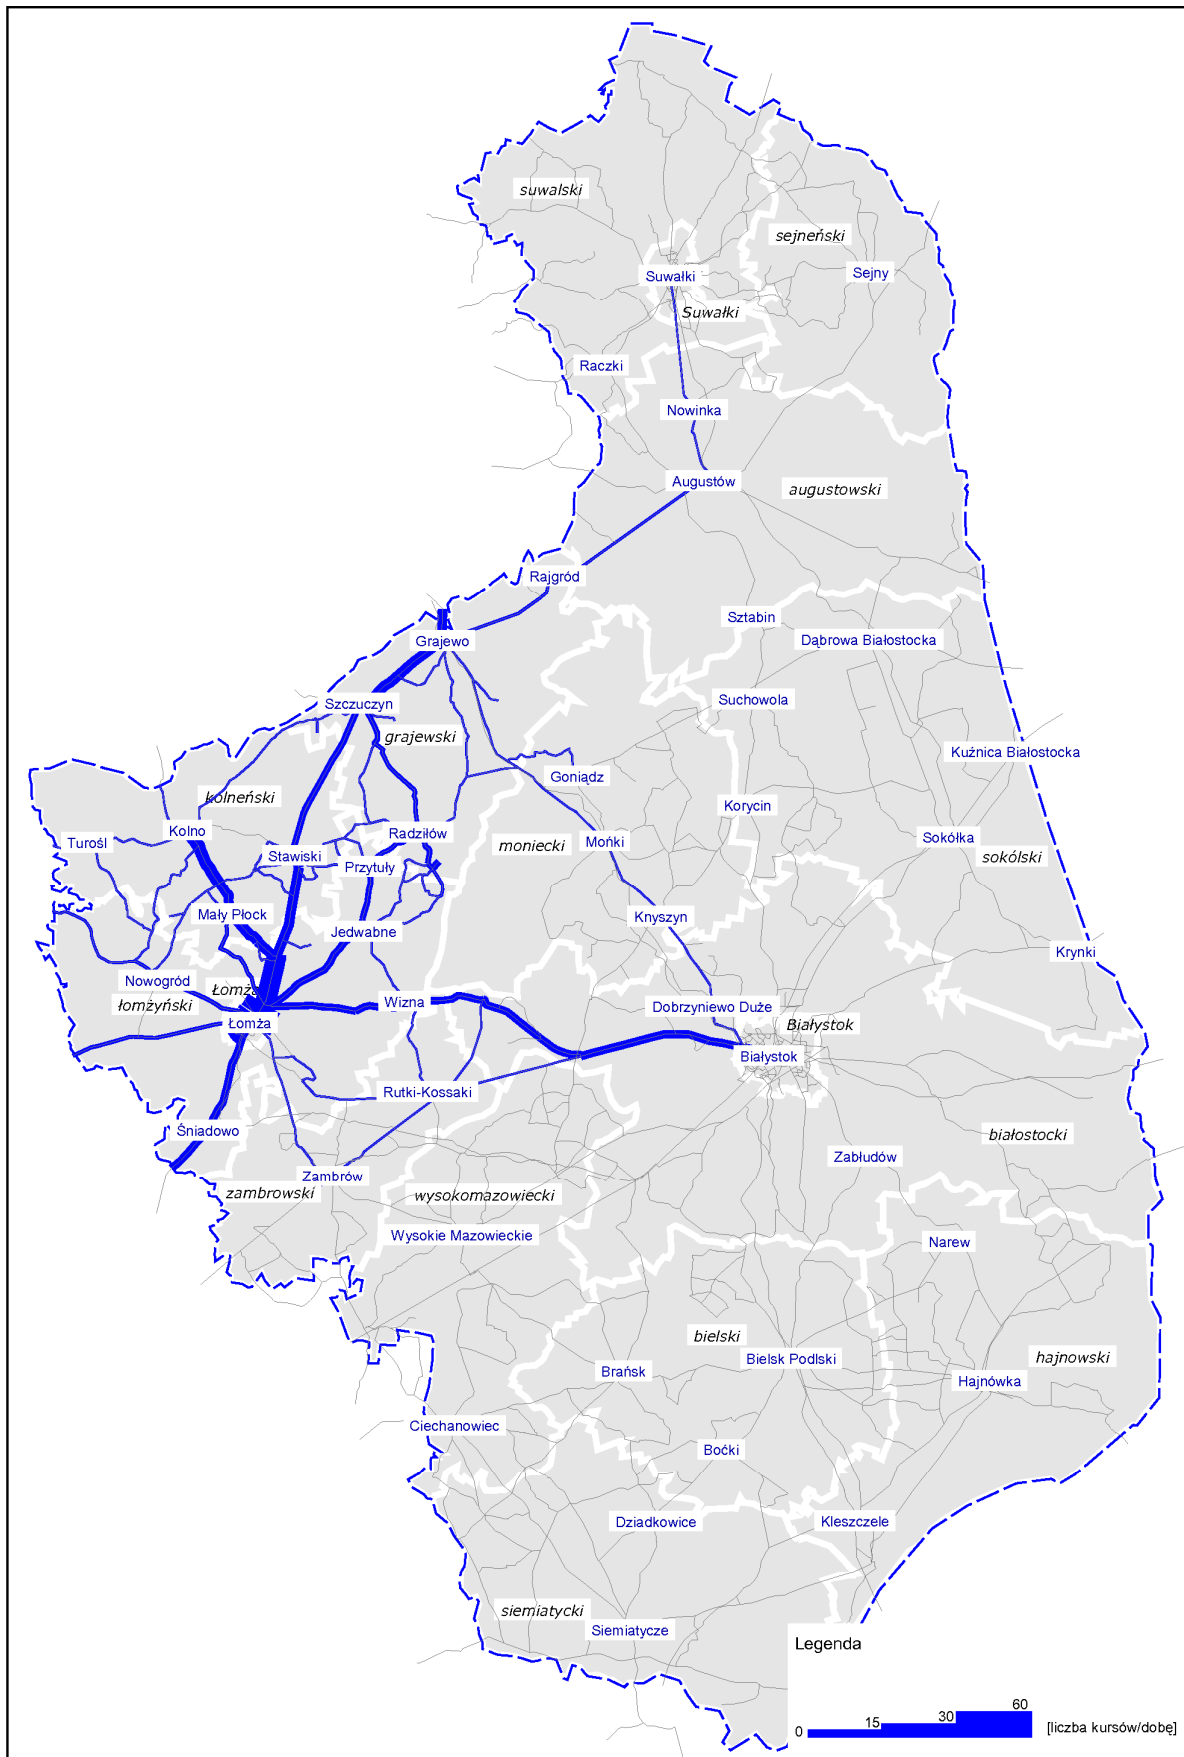 suwalski
sejneński
Suwałki
Sejny
Suwałki
Raczki
Nowinka
Augustów
augustowski
Rajgród
Sztabin
Grajewo
Dąbrowa Białostocka
Szczuczyn
Suchowola
grajewski
Kuźnica Białostocka
Goniądz
kolneński
Korycin
Kolno
Radziłów
Turośl
Mońki
moniecki
Sokółka
sokólski
Stawiski
Przytuły
Mały Płock
Jedwabne
Knyszyn
Krynki
Nowogród
Łomża
łomżyński
Wizna
Dobrzyniewo Duże
Łomża
Białystok
Białystok
Rutki-Kossaki
Śniadowo
białostocki
Zabłudów
Zambrów
zambrowski
wysokomazowiecki
Wysokie Mazowieckie
Narew
bielski
Bielsk Podlski
hajnowski
Brańsk
Hajnówka
Ciechanowiec
Boćki
Dziadkowice
Kleszczele
siemiatycki
Siemiatycze
Legenda
0 15 30 60
[liczba kursów/dobę]